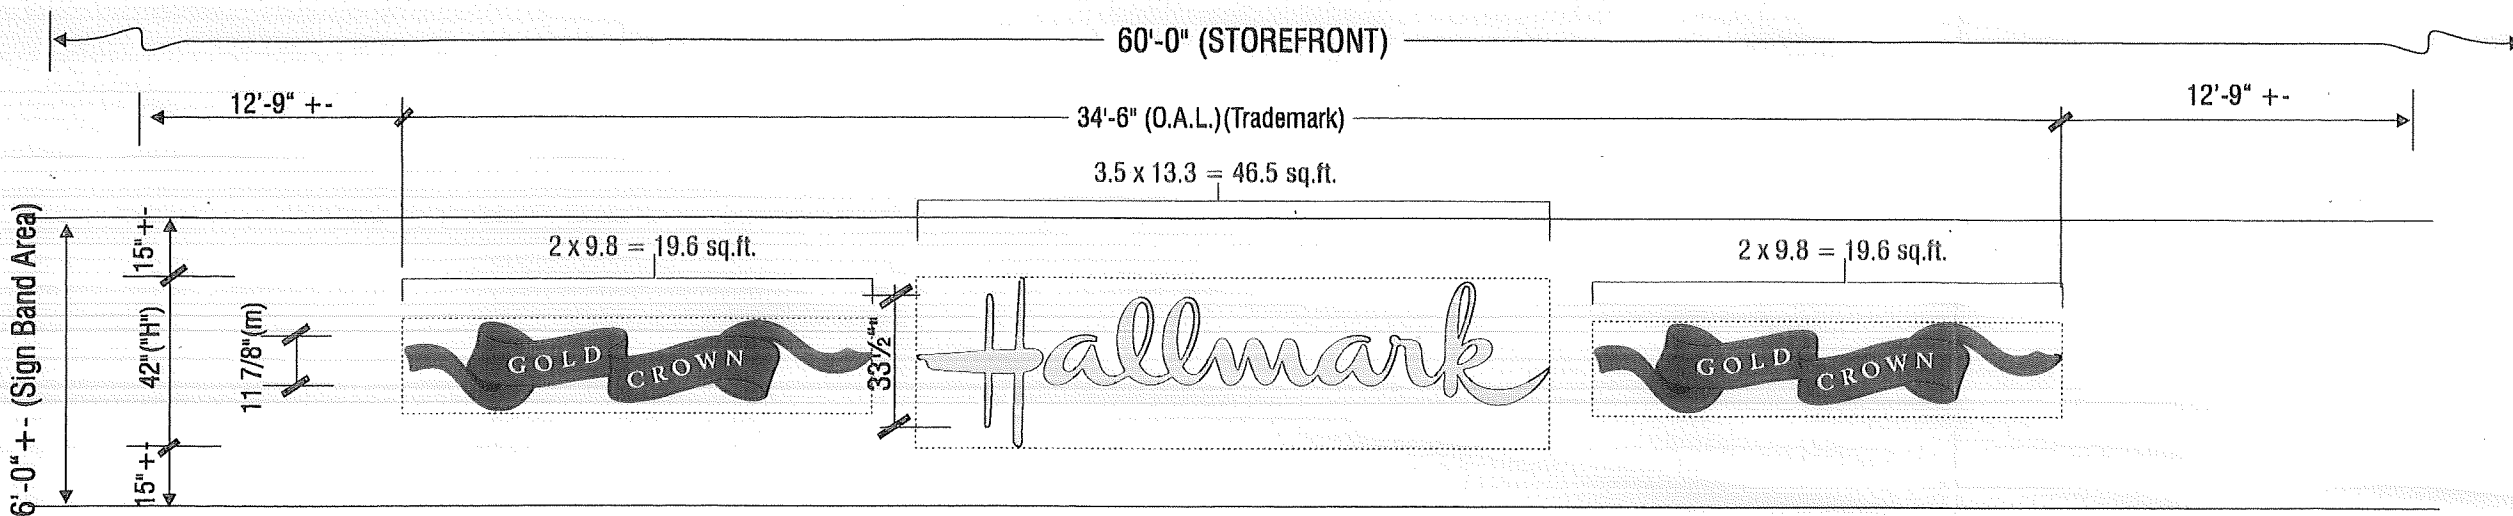 60'-0" (STOREFRONT)
12'-9" +-
34'-6" (O.A.L.)(Trademark)
12'-9" +-
3.5 x 13.3 = 46.5 sq.ft.
2 x 9.8 = 19.6 sq.ft.
2 x 9.8 = 19.6 sq.ft.
6'-0" +- (Sign Band Area)
15"+-
42"("H")
15"+-
11 7/8"(m)
GOLD CROWN
33½""
Hallmark
GOLD CROWN